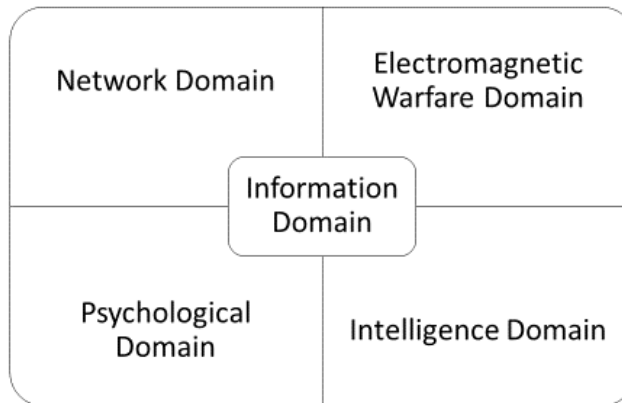 Network Domain
Electromagnetic
Warfare Domain
Information
Domain
Psychological
Domain
Intelligence Domain